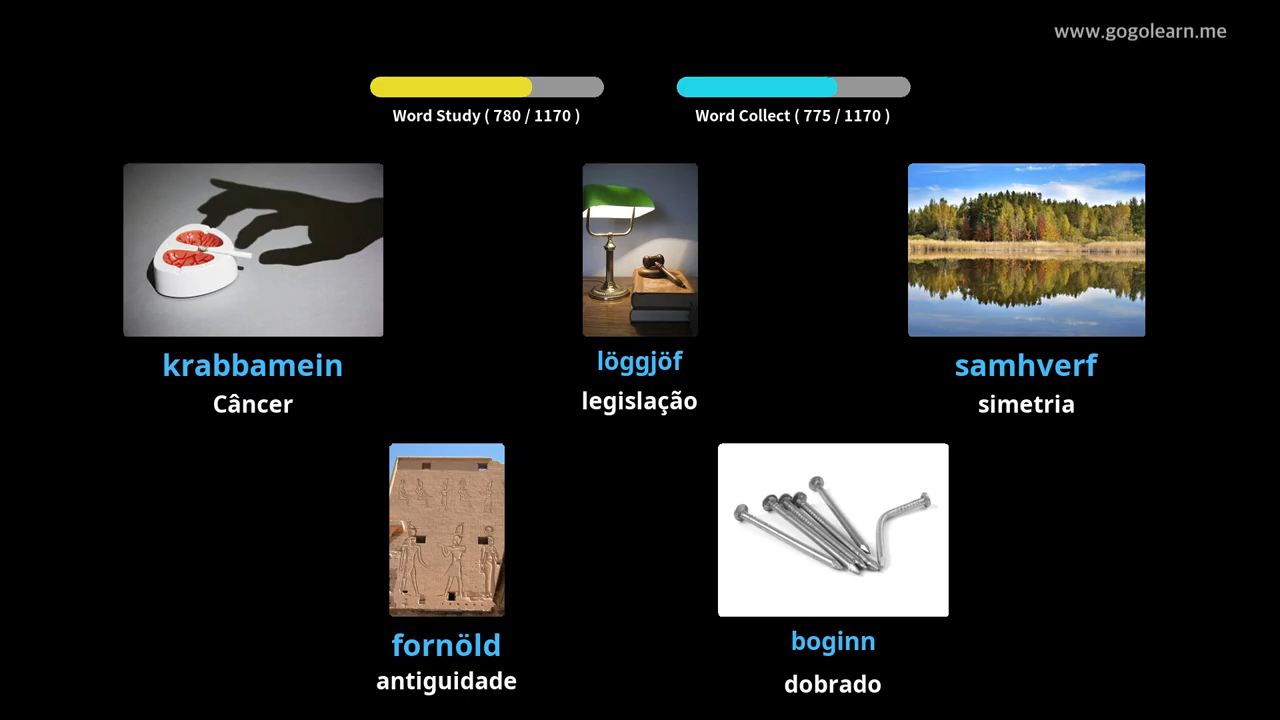 www.gogolearn.me
Word Study ( 780 / 1170 )
Word Collect ( 775 / 1170 )
krabbamein
Câncer
löggjöf
legislação
samhverf
simetria
fornöld
antiguidade
boginn
dobrado